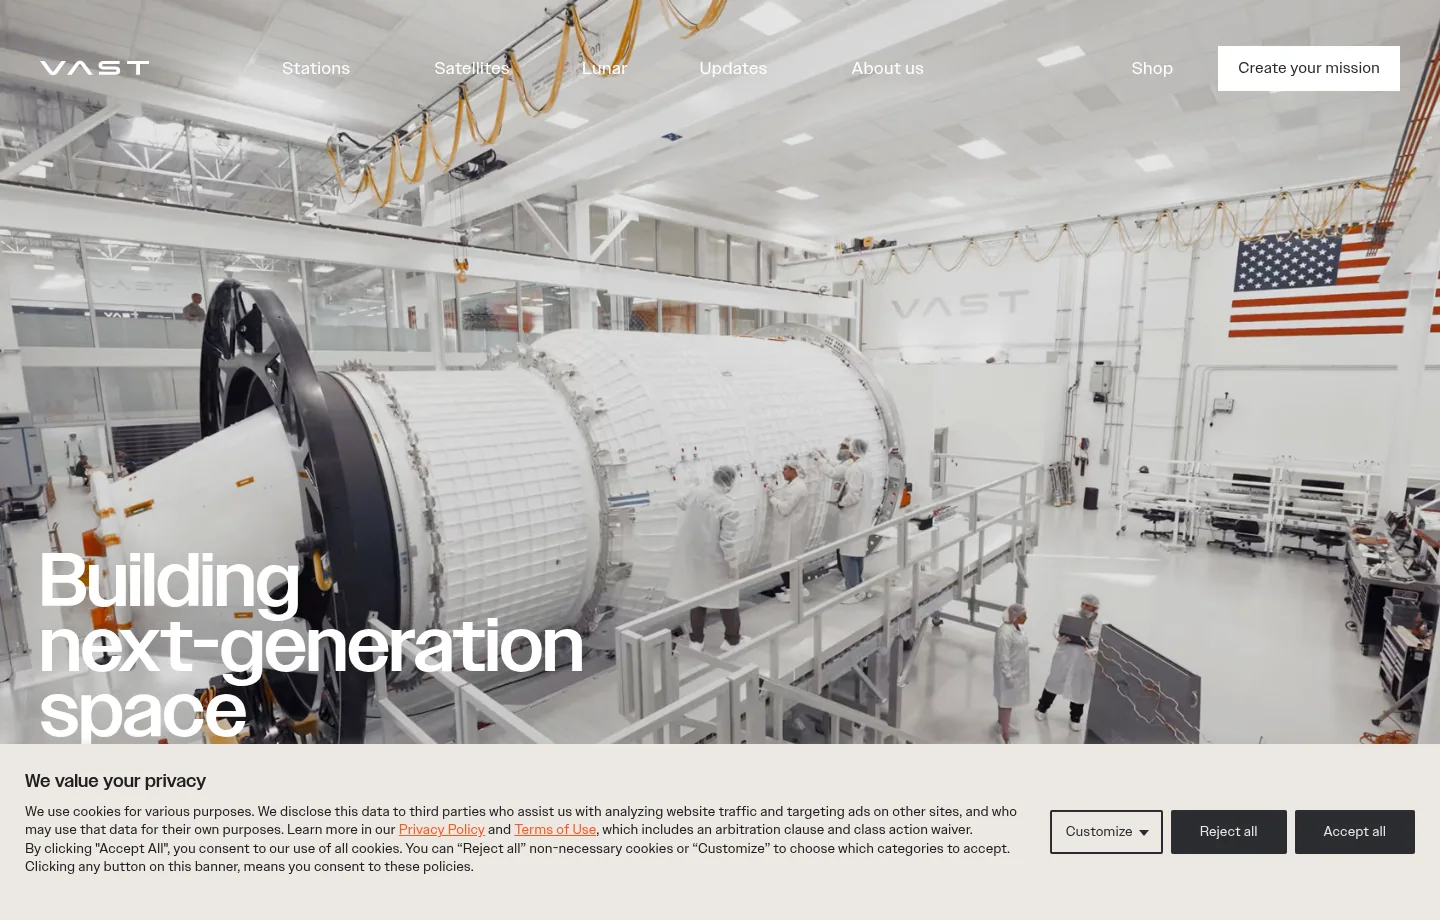 VAST
Stations
Satellites
Lunar
Updates
About us
Shop
Create your mission
VAST
Building
next-generation
space
We value your privacy
We use cookies for various purposes. We disclose this data to third parties who assist us with analyzing website traffic and targeting ads on other sites, and who
may use that data for their own purposes. Learn more in our Privacy Policy and Terms of Use, which includes an arbitration clause and class action waiver.
By clicking "Accept All", you consent to our use of all cookies. You can “Reject all” non-necessary cookies or “Customize” to choose which categories to accept.
Clicking any button on this banner, means you consent to these policies.
Customize
Reject all
Accept all